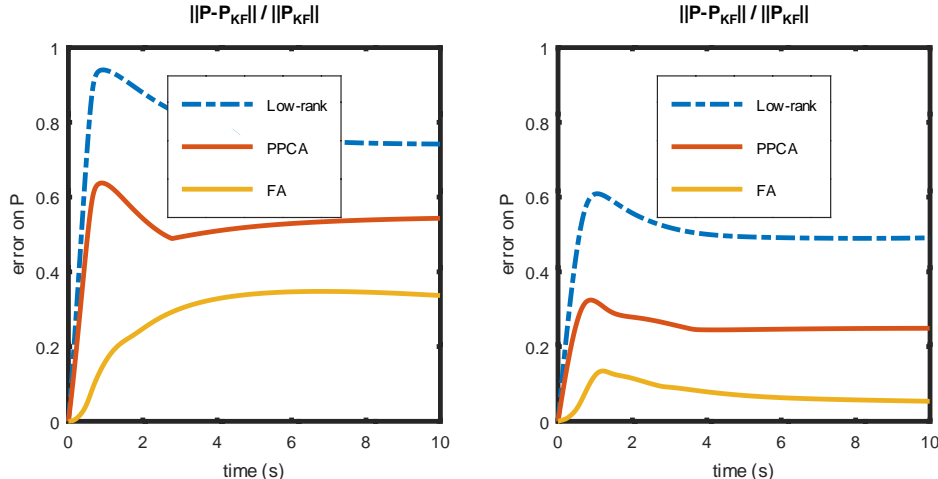 ||P-P_KF|| / ||P_KF||
1
0.8
0.6
0.4
0.2
0
error on P
Low-rank
PPCA
FA
0 2 4 6 8 10
time (s)
||P-P_KF|| / ||P_KF||
1
0.8
0.6
0.4
0.2
0
error on P
Low-rank
PPCA
FA
0 2 4 6 8 10
time (s)